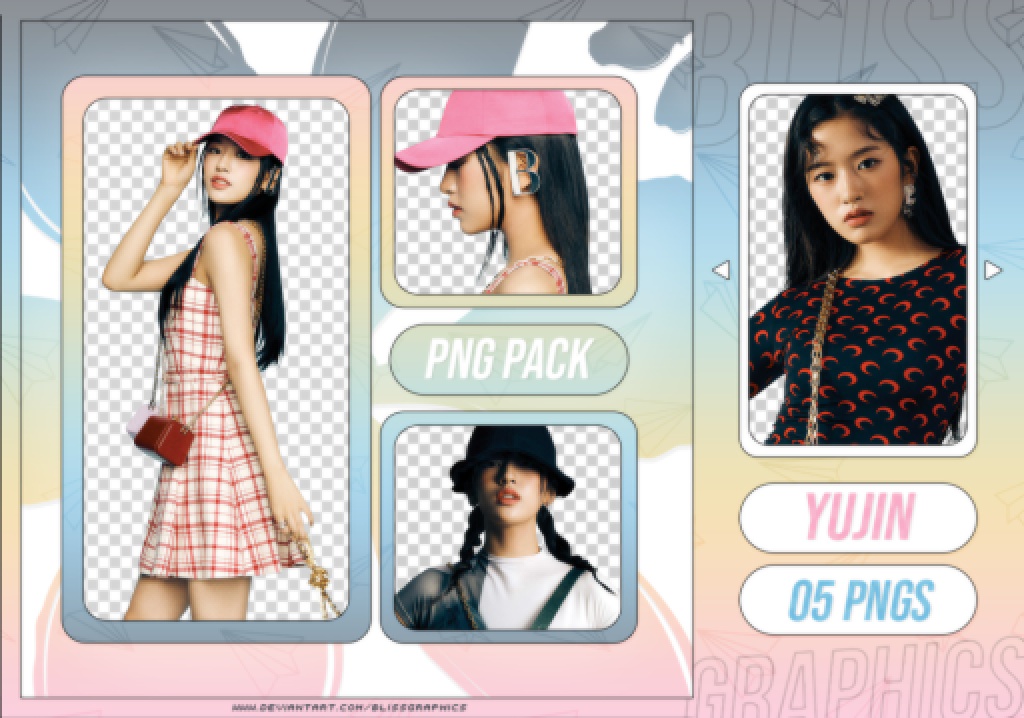 BLISS
B
PNG PACK
YUJIN
05 PNGS
GRAPHICS
WWW.DEVIANTART.COM/BLISSGRAPHICS